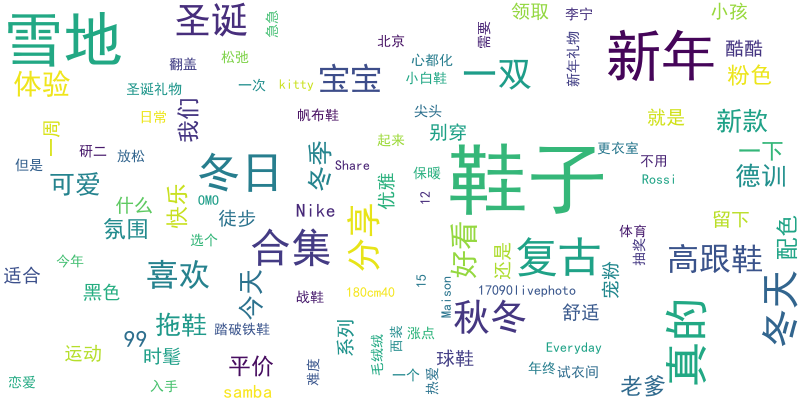 雪地
圣诞
急急
松弛
北京
需要
领取
李宁
小孩
新年
酷酷
粉色
翻盖
宝宝
心都化
小白鞋
一双
新年礼物
体验
圣诞礼物
一次
kitty
日常
我们
帆布鞋
尖头
就是
新款
一周
别穿
起来
研二
放松
但是
冬日
冬季
Share
鞋子
更衣室
不用
一下
可爱
OMO
优雅
保暖
12
Rossi
德训
什么
快乐
徒步
Nike
分享
留下
氛围
选个
合集
好看
还是
复古
体育
抽奖
配色
今年
适合
喜欢
今天
15
Maison
宠粉
高跟鞋
冬天
黑色
战鞋
180cm40
17090livephoto
拖鞋
踏破铁鞋
秋冬
舒适
真的
99
系列
毛绒绒
西装
涨点
运动
时髦
平价
球鞋
Everyday
难度
一个
热爱
年终
试衣间
老爹
恋爱
入手
samba